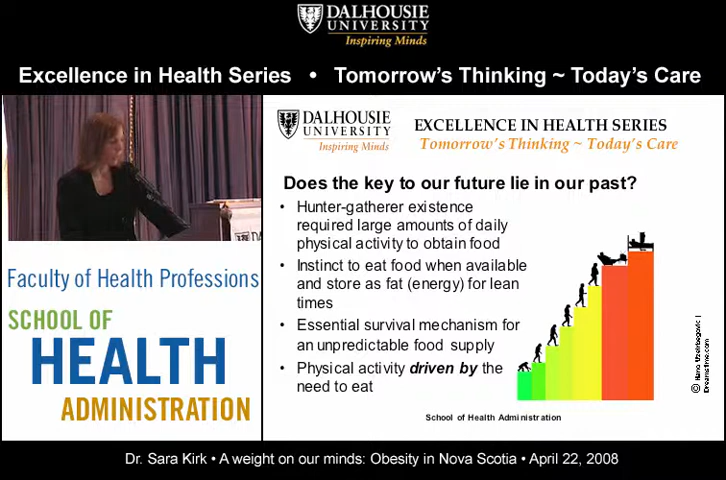 DALHOUSIE
UNIVERSITY
Inspiring Minds
Excellence in Health Series • Tomorrow's Thinking ~ Today's Care
DALHOUSIE
UNIVERSITY
Inspiring Minds
EXCELLENCE IN HEALTH SERIES
Tomorrow's Thinking ~ Today's Care
Does the key to our future lie in our past?
• Hunter-gatherer existence
required large amounts of daily
physical activity to obtain food
• Instinct to eat food when available
and store as fat (energy) for lean
times
• Essential survival mechanism for
an unpredictable food supply
• Physical activity driven by the
need to eat
School of Health Administration
Dreamstime.com
Faculty of Health Professions
SCHOOL OF
HEALTH
ADMINISTRATION
Dr. Sara Kirk • A weight on our minds: Obesity in Nova Scotia • April 22, 2008